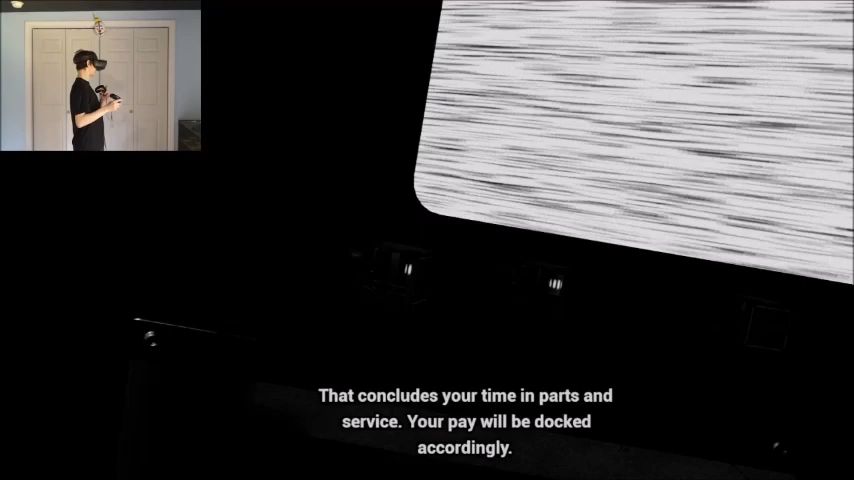 That concludes your time in parts and
service. Your pay will be docked
accordingly.